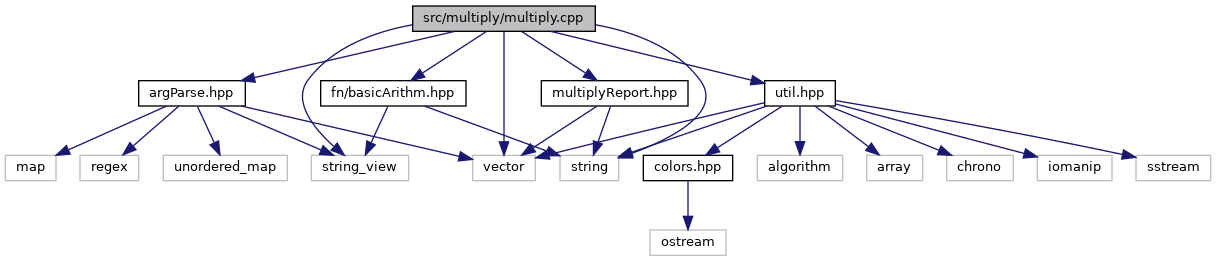 src/multiply/multiply.cpp
argParse.hpp
fn/basicArithm.hpp
multiplyReport.hpp
util.hpp
map
regex
unordered_map
string_view
vector
string
colors.hpp
algorithm
array
chrono
iomanip
sstream
ostream